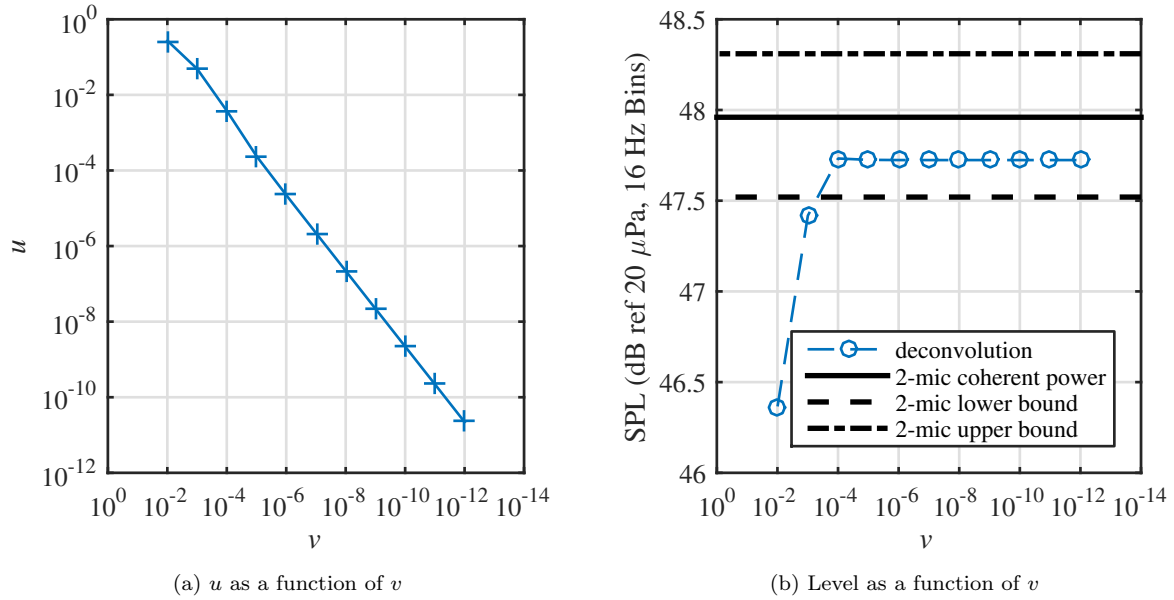 10^0
10^-2
10^-4
10^-6
10^-8
10^-10
10^-12
u
10^0 10^-2 10^-4 10^-6 10^-8 10^-10 10^-12 10^-14
ν
(a) u as a function of v
48.5
48
47.5
47
46.5
46
SPL (dB ref 20 μPa, 16 Hz Bins)
deconvolution
2-mic coherent power
2-mic lower bound
2-mic upper bound
10^0 10^-2 10^-4 10^-6 10^-8 10^-10 10^-12 10^-14
ν
(b) Level as a function of v